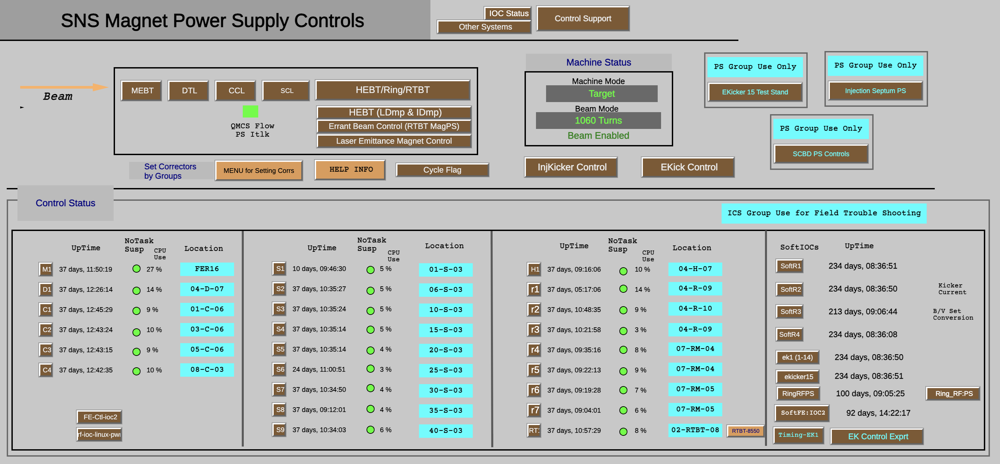 SNS Magnet Power Supply Controls
IOC Status
Other Systems
Control Support
Beam
MEBT DTL CCL SCL HEBT/Ring/RTBT
HEBT (LDmp & IDmp)
Errant Beam Control (RTBT MagPS)
Laser Emittance Magnet Control
QMCS Flow
PS Itlk
Machine Status
Machine Mode
Target
Beam Mode
1060 Turns
Beam Enabled
PS Group Use Only
EKicker 15 Test Stand
PS Group Use Only
Injection Septum PS
PS Group Use Only
SCBD PS Controls
Set Correctors
by Groups
MENU for Setting Corrs
HELP INFO
Cycle Flag
InjKicker Control
EKick Control
Control Status
ICS Group Use for Field Trouble Shooting
UpTime NoTask
Susp CPU
Use Location
M1 37 days, 11:50:19 27 % FER16
D1 37 days, 12:26:14 14 % 04-D-07
C1 37 days, 12:45:29 9 % 01-C-06
C2 37 days, 12:43:24 10 % 03-C-06
C3 37 days, 12:43:15 9 % 05-C-06
C4 37 days, 12:42:35 10 % 08-C-03
FE-Ctl-ioc2
rf-ioc-linux-pwr
UpTime NoTask
Susp CPU
Use Location
S1 10 days, 09:46:30 5 % 01-S-03
S2 37 days, 10:35:27 5 % 06-S-03
S3 37 days, 10:35:24 5 % 10-S-03
S4 37 days, 10:35:14 5 % 15-S-03
S5 37 days, 10:35:14 4 % 20-S-03
S6 24 days, 11:00:51 3 % 25-S-03
S7 37 days, 10:34:50 4 % 30-S-03
S8 37 days, 09:12:01 4 % 35-S-03
S9 37 days, 10:34:03 6 % 40-S-03
UpTime NoTask
Susp CPU
Use Location
H1 37 days, 09:16:06 10 % 04-H-07
r1 37 days, 05:17:06 14 % 04-R-09
r2 37 days, 10:48:35 9 % 04-R-10
r3 37 days, 10:21:58 3 % 04-R-09
r4 37 days, 09:35:16 8 % 07-RM-04
r5 37 days, 09:22:13 9 % 07-RM-04
r6 37 days, 09:19:28 7 % 07-RM-05
r7 37 days, 09:04:01 6 % 07-RM-05
RT1 37 days, 10:57:29 8 % 02-RTBT-08 RTBT-8550
SoftIOCs UpTime
SoftR1 234 days, 08:36:51
SoftR2 234 days, 08:36:50 Kicker
Current
SoftR3 213 days, 09:06:44 B/V Set
Conversion
SoftR4 234 days, 08:36:08
ek1 (1-14) 234 days, 08:36:50
ekicker15 234 days, 08:36:51
RingRFPS 100 days, 09:05:25 Ring_RF:PS
SoftFE:IOC2 92 days, 14:22:17
Timing-EK1 EK Control Exprt